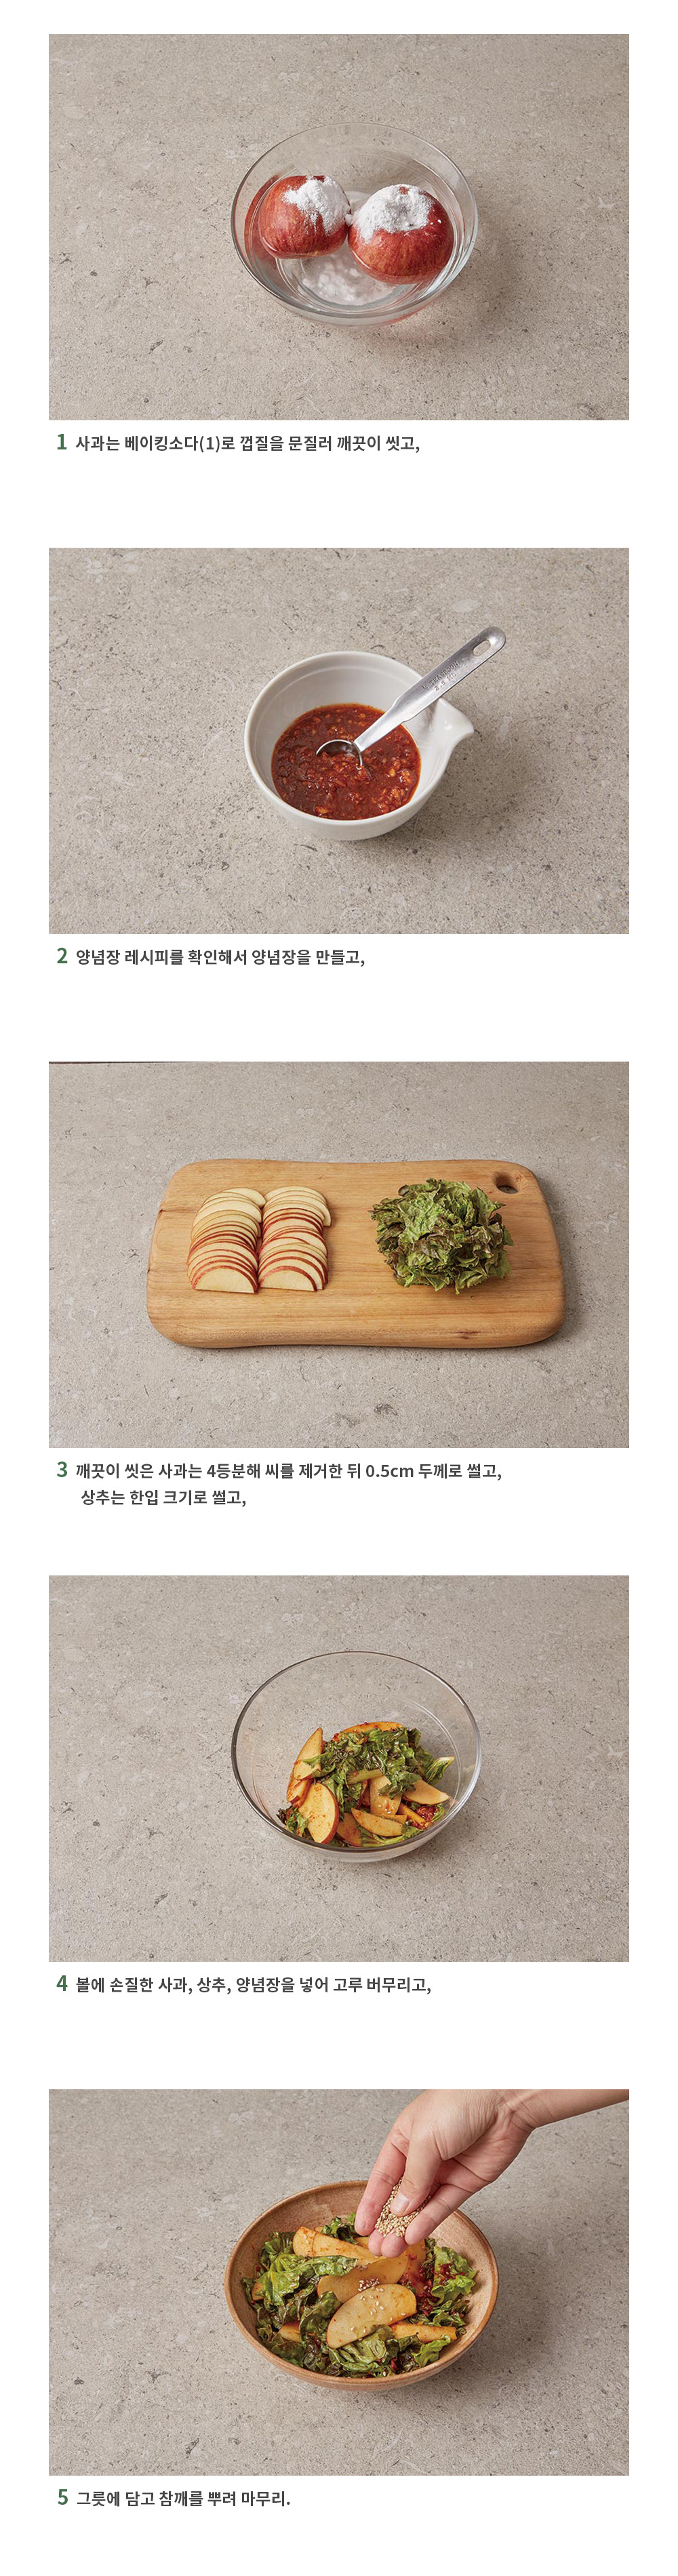 1 사과는 베이킹소다(1)로 껍질을 문질러 깨끗이 씻고,
2 양념장 레시피를 확인해서 양념장을 만들고,
3 깨끗이 씻은 사과는 4등분해 씨를 제거한 뒤 0.5cm 두께로 썰고,
상추는 한입 크기로 썰고,
4 볼에 손질한 사과, 상추, 양념장을 넣어 고루 버무리고,
5 그릇에 담고 참깨를 뿌려 마무리.